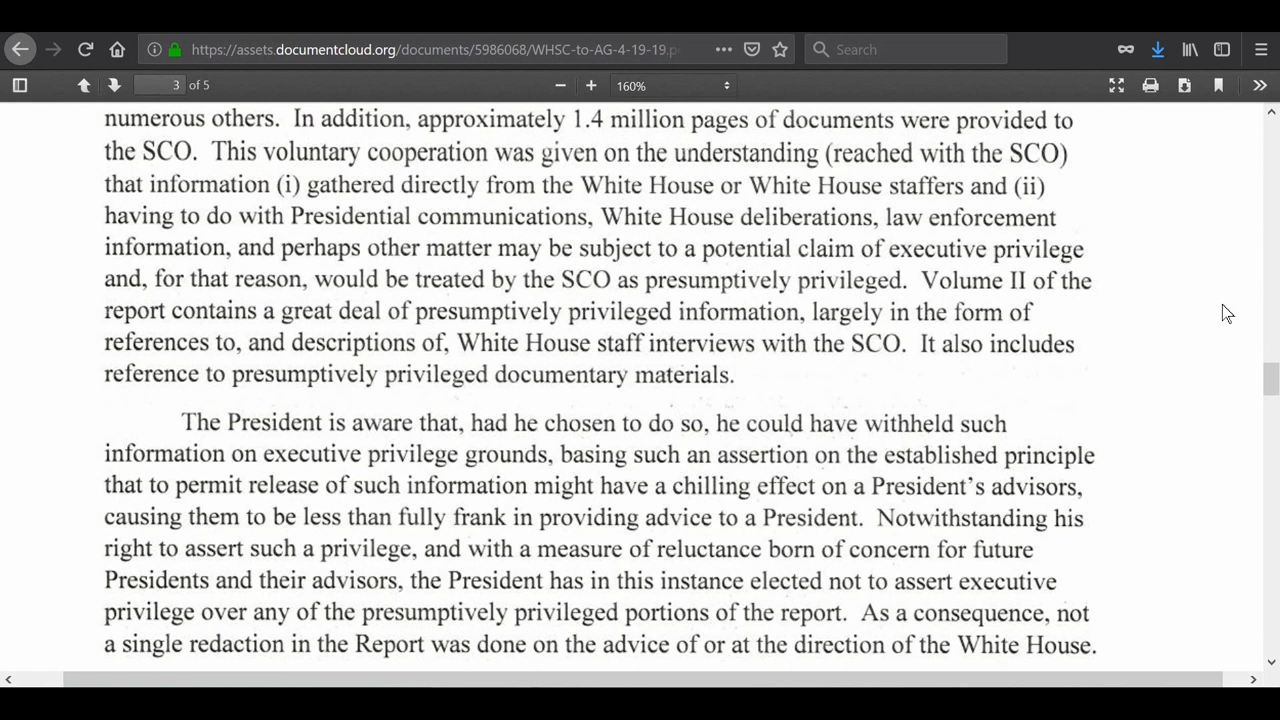 https://assets.documentcloud.org/documents/5986068/WHSC-to-AG-4-19-19.p
Search
3 of 5
160%
numerous others. In addition, approximately 1.4 million pages of documents were provided to
the SCO. This voluntary cooperation was given on the understanding (reached with the SCO)
that information (i) gathered directly from the White House or White House staffers and (ii)
having to do with Presidential communications, White House deliberations, law enforcement
information, and perhaps other matter may be subject to a potential claim of executive privilege
and, for that reason, would be treated by the SCO as presumptively privileged. Volume II of the
report contains a great deal of presumptively privileged information, largely in the form of
references to, and descriptions of, White House staff interviews with the SCO. It also includes
reference to presumptively privileged documentary materials.
The President is aware that, had he chosen to do so, he could have withheld such
information on executive privilege grounds, basing such an assertion on the established principle
that to permit release of such information might have a chilling effect on a President's advisors,
causing them to be less than fully frank in providing advice to a President. Notwithstanding his
right to assert such a privilege, and with a measure of reluctance born of concern for future
Presidents and their advisors, the President has in this instance elected not to assert executive
privilege over any of the presumptively privileged portions of the report. As a consequence, not
a single redaction in the Report was done on the advice of or at the direction of the White House.